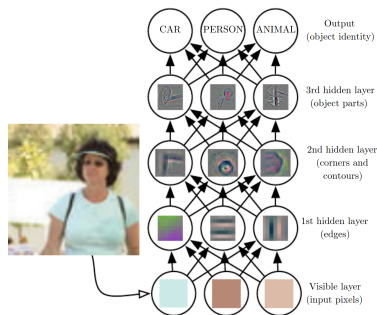 CAR PERSON ANIMAL
Output
(object identity)
3rd hidden layer
(object parts)
2nd hidden layer
(corners and
contours)
1st hidden layer
(edges)
Visible layer
(input pixels)